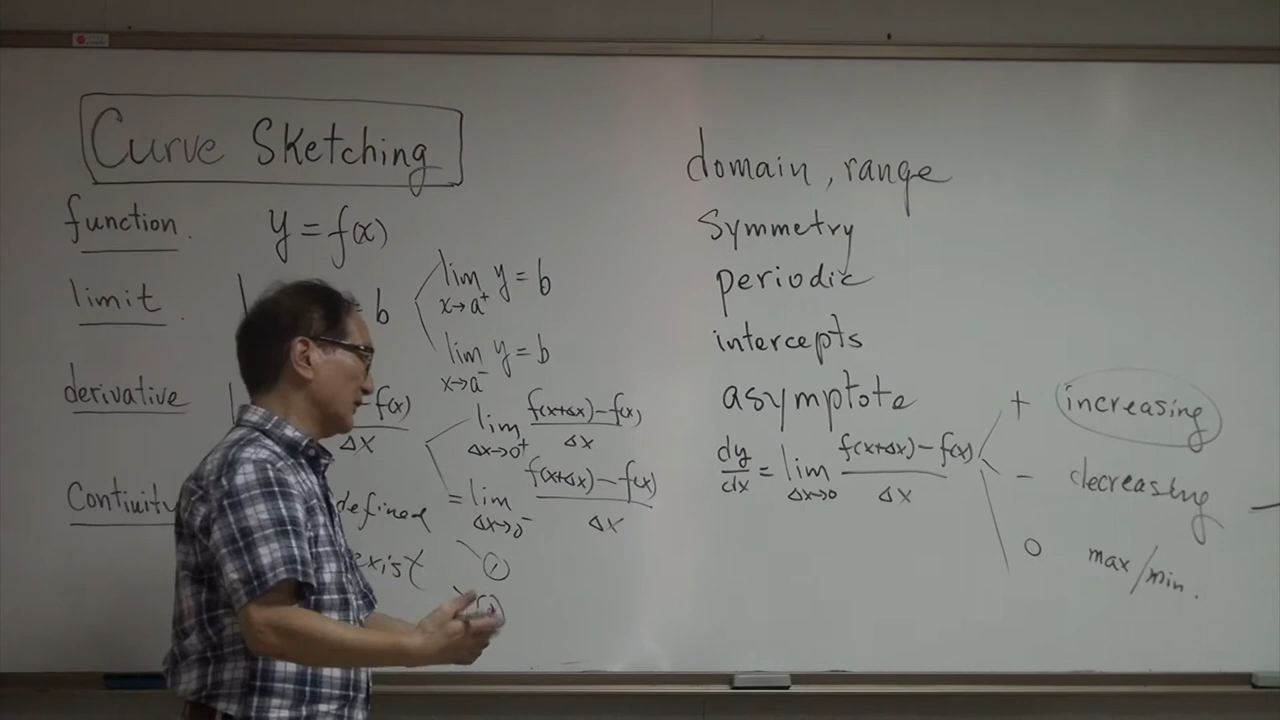 Curve Sketching
function.
y = f(x)
limit.
b
lim y = b
x→a⁺
lim y = b
x→a⁻
derivative
-f(x)
Δx
lim f(x+Δx)-f(x)
Δx→0⁺ Δx
= lim f(x+Δx)-f(x)
Δx→0⁻ Δx
Contiuity
defined
exist
domain, range
Symmetry
periodic
intercepts
asymptote
dy/dx = lim f(x+Δx)-f(x)
Δx→0 Δx
+ increasing
- decreasing
0 max/min.